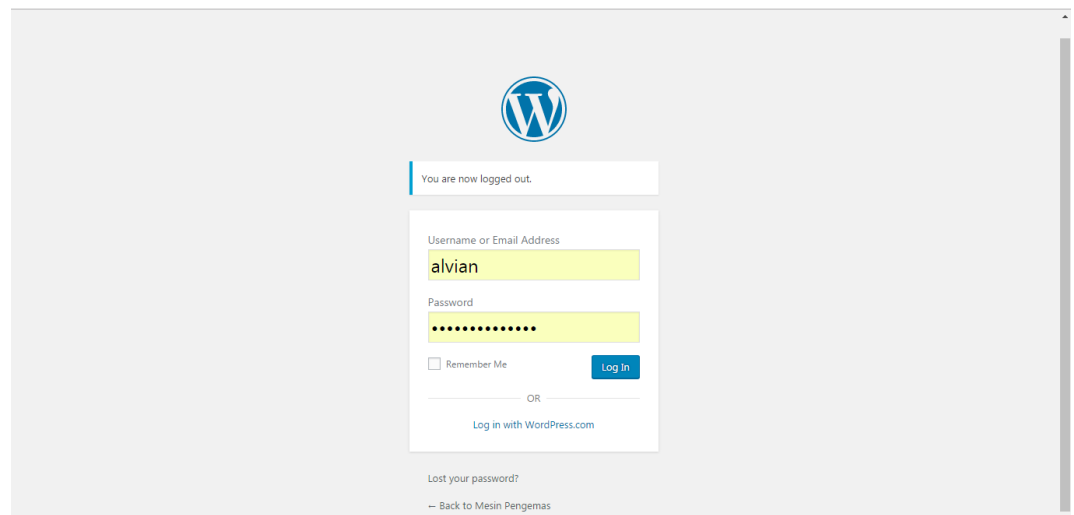 You are now logged out.
Username or Email Address
alvian
Password
••••••••••••••
Remember Me
Log In
OR
Log in with WordPress.com
Lost your password?
← Back to Mesin Pengemas